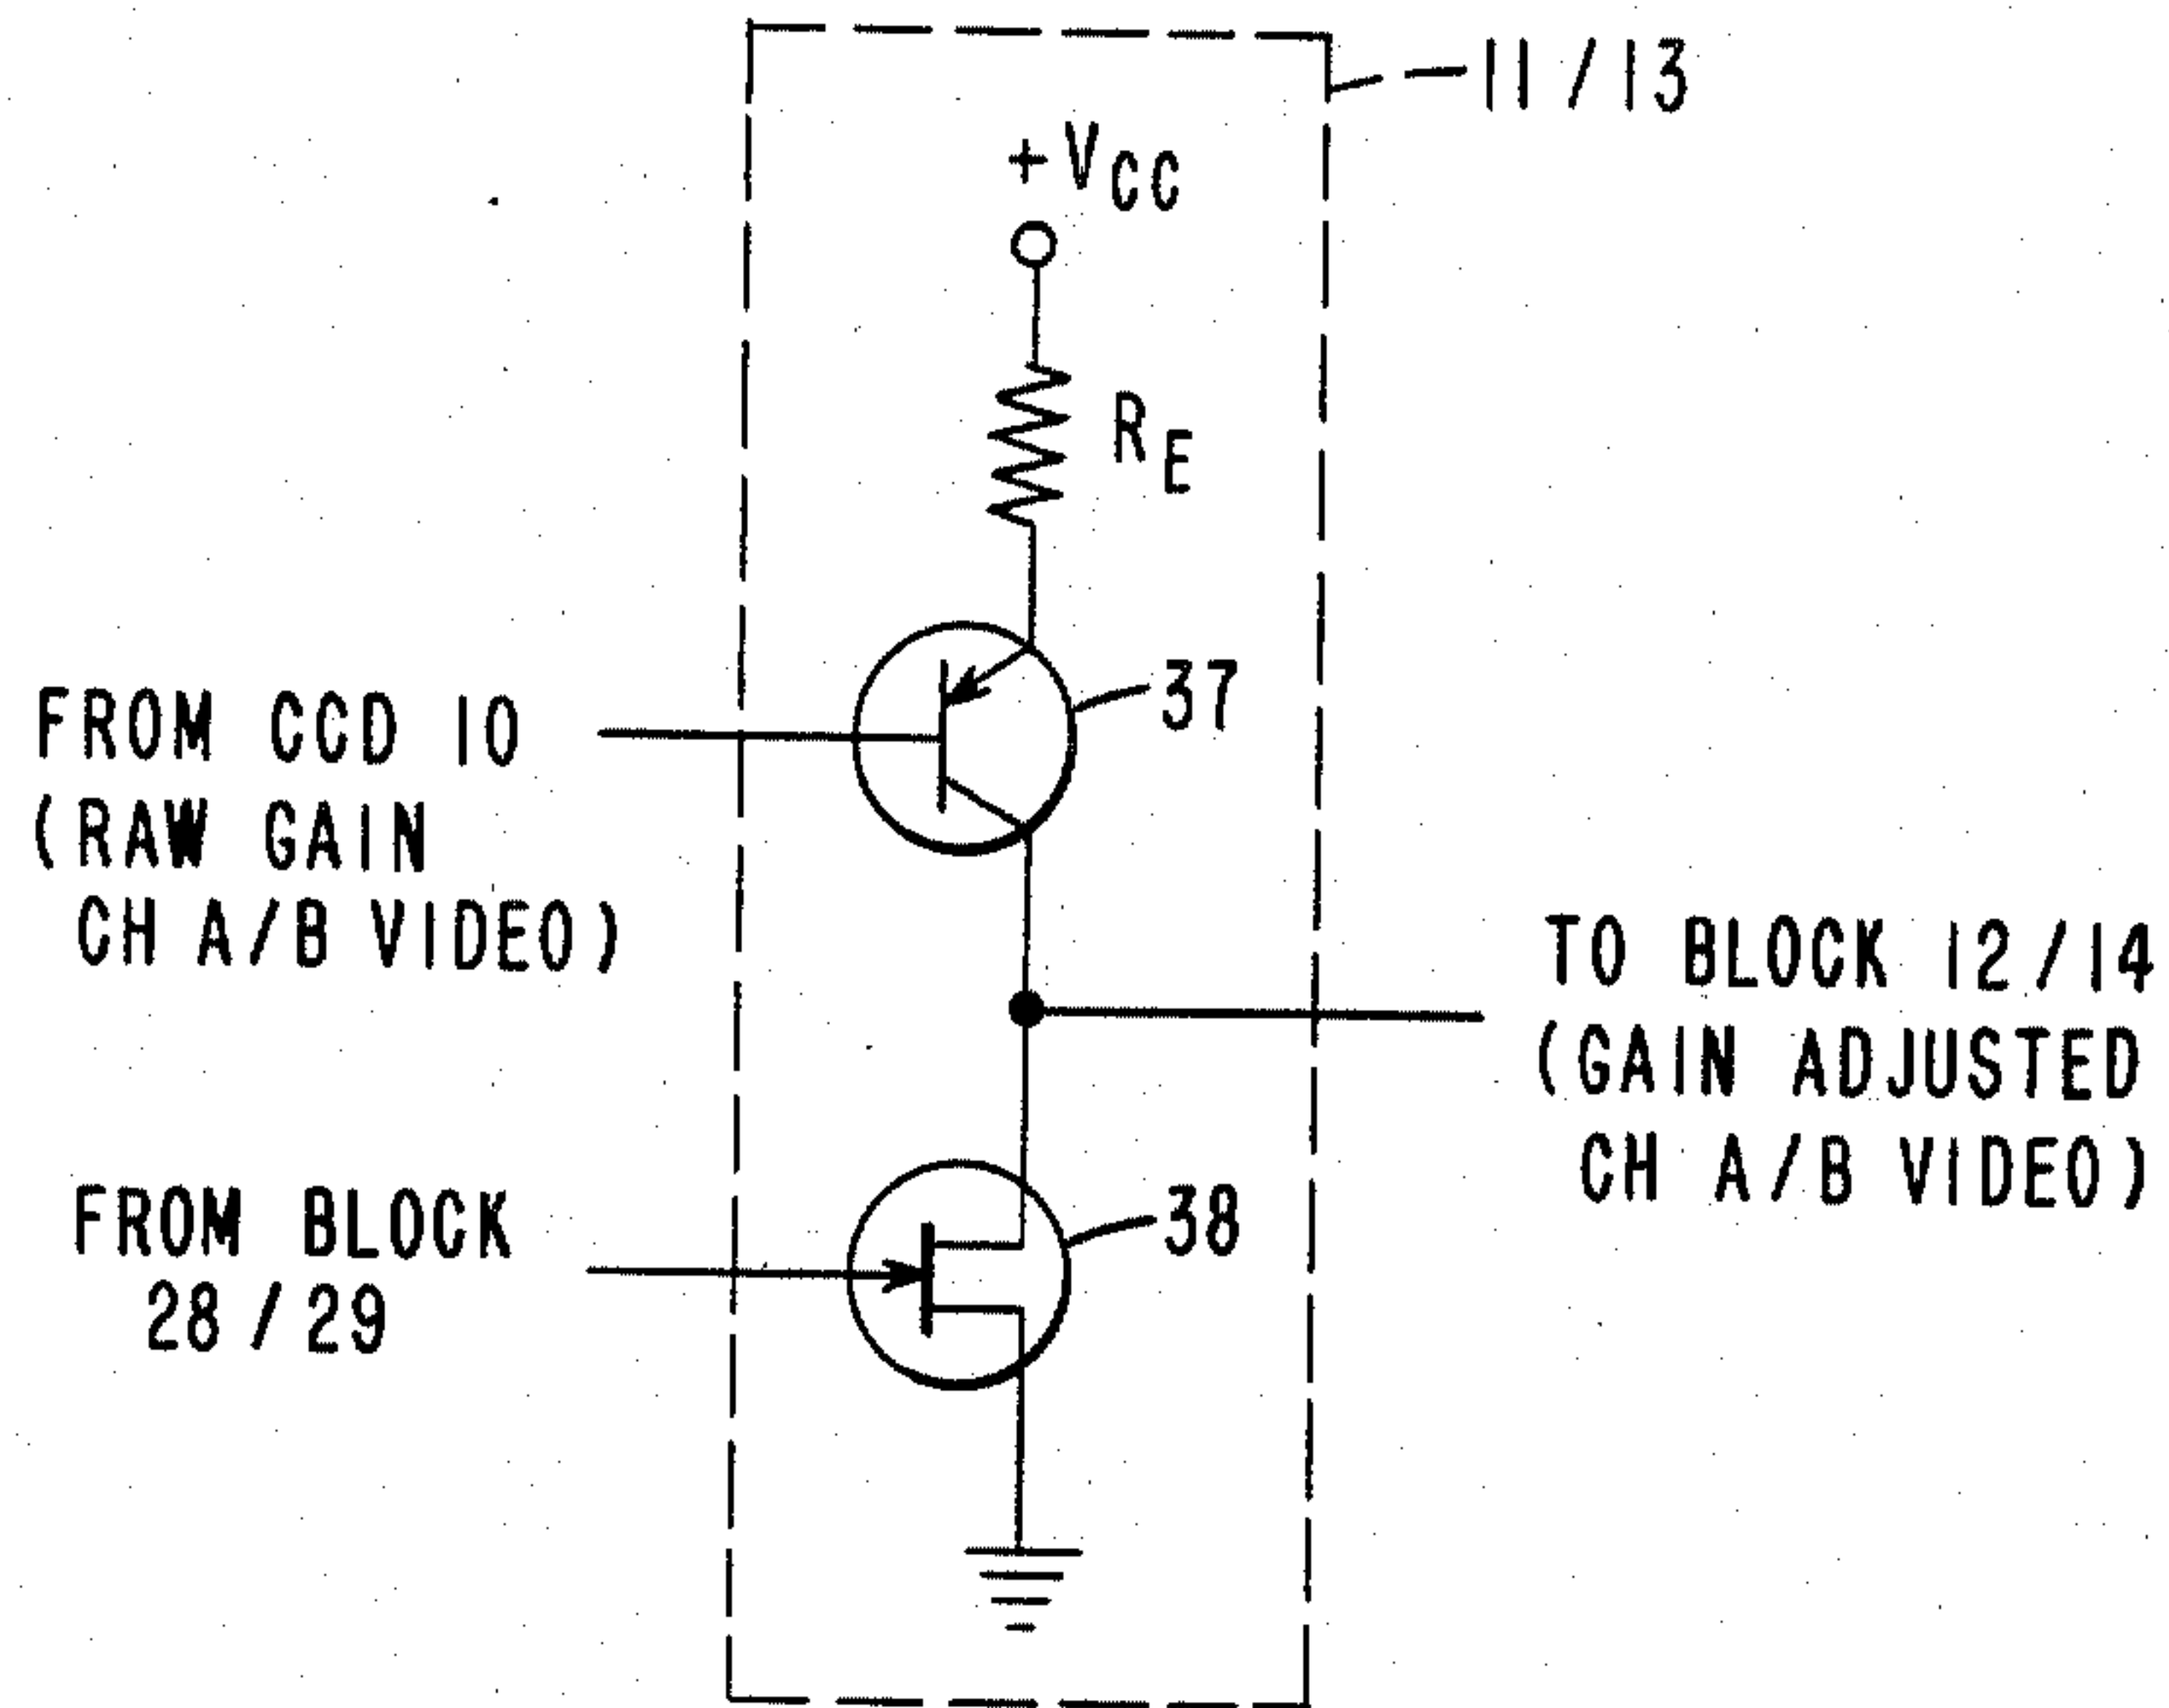 11/13
+VCC
RE
37
FROM CCD 10
(RAW GAIN
CH A/B VIDEO)
TO BLOCK 12/14
(GAIN ADJUSTED
CH A/B VIDEO)
FROM BLOCK
28/29
38